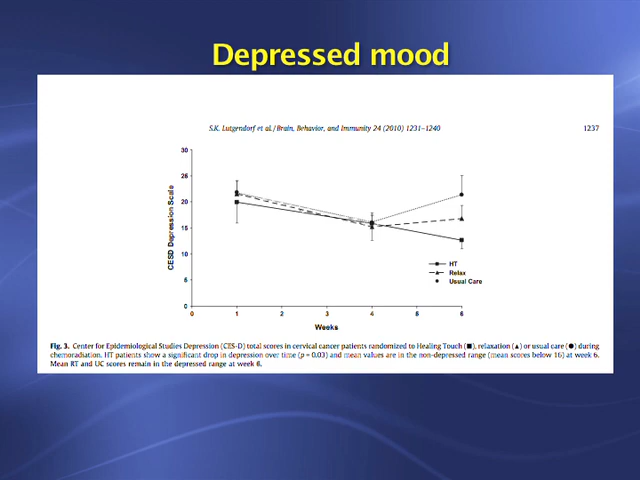 Depressed mood
S.K. Lutgendorf et al. / Brain, Behavior, and Immunity 24 (2010) 1231–1240 1237
30
25
20
15
10
5
0
CESD Depression Scale
0 1 2 3 4 5 6
Weeks
HT
Relax
Usual Care
Fig. 3. Center for Epidemiological Studies Depression (CES-D) total scores in cervical cancer patients randomized to Healing Touch (■), relaxation (▲) or usual care (●) during
chemoradiation. HT patients show a significant drop in depression over time (p = 0.03) and mean values are in the non-depressed range (mean scores below 16) at week 6.
Mean RT and UC scores remain in the depressed range at week 6.